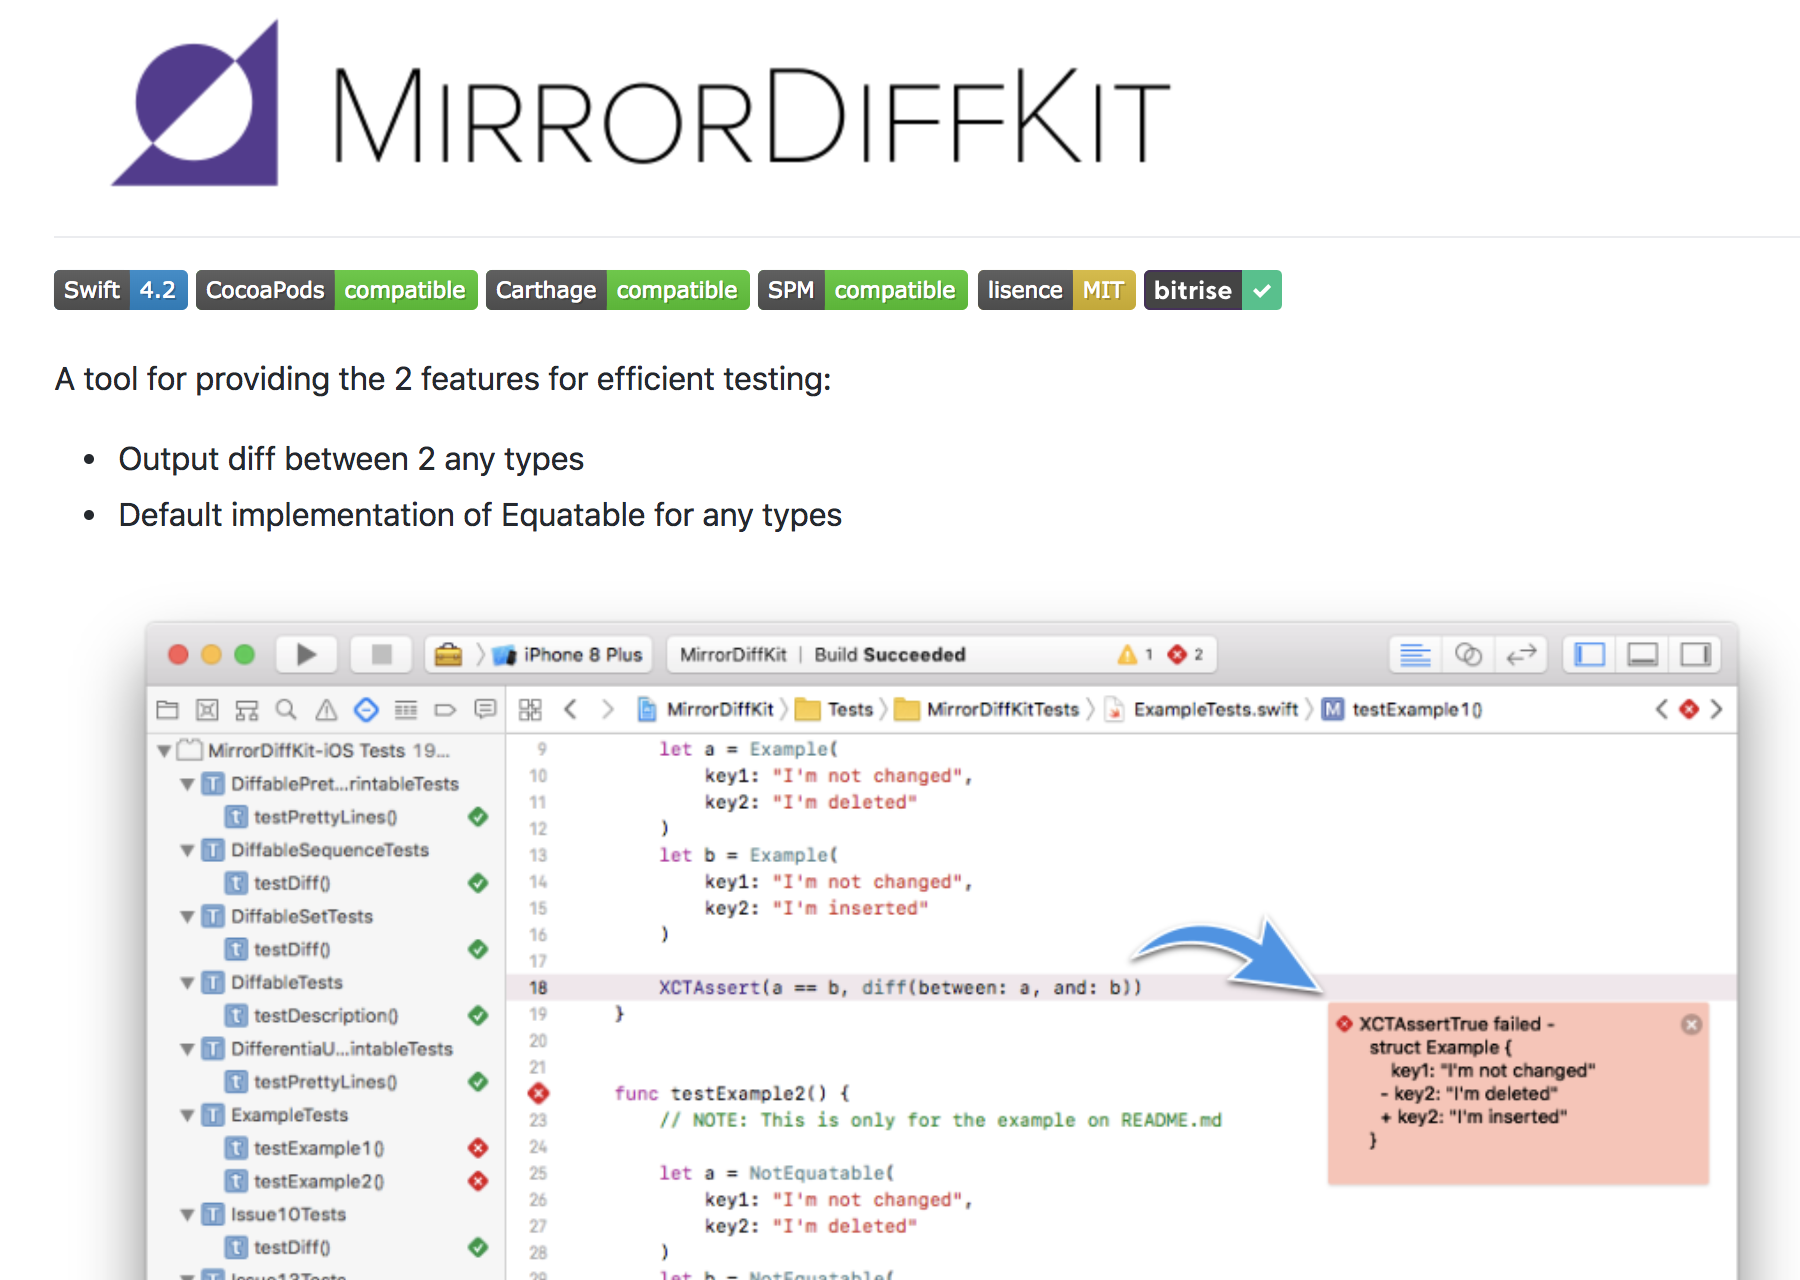 MIRRORDIFFKIT
Swift 4.2 CocoaPods compatible Carthage compatible SPM compatible lisence MIT bitrise
A tool for providing the 2 features for efficient testing:
Output diff between 2 any types
Default implementation of Equatable for any types
iPhone 8 Plus MirrorDiffKit | Build Succeeded 1 2
MirrorDiffKit Tests MirrorDiffKitTests ExampleTests.swift M testExample1()
MirrorDiffKit-iOS Tests 19...
T DiffablePret...rintableTests
t testPrettyLines()
T DiffableSequenceTests
t testDiff()
T DiffableSetTests
t testDiff()
T DiffableTests
t testDescription()
T DifferentiaU...intableTests
t testPrettyLines()
T ExampleTests
t testExample1()
t testExample2()
T Issue10Tests
t testDiff()
9 let a = Example(
10 key1: "I'm not changed",
11 key2: "I'm deleted"
12 )
13 let b = Example(
14 key1: "I'm not changed",
15 key2: "I'm inserted"
16 )
17
18 XCTAssert(a == b, diff(between: a, and: b))
19 }
20
21
func testExample2() {
23 // NOTE: This is only for the example on README.md
24
25 let a = NotEquatable(
26 key1: "I'm not changed",
27 key2: "I'm deleted"
28 )
29 let b = NotEquatable(
XCTAssertTrue failed -
struct Example {
key1: "I'm not changed"
- key2: "I'm deleted"
+ key2: "I'm inserted"
}